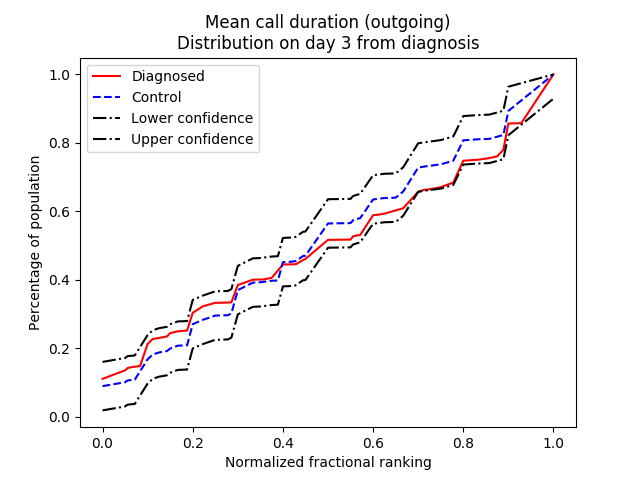 Mean call duration (outgoing)
Distribution on day 3 from diagnosis
Diagnosed
Control
Lower confidence
Upper confidence
Percentage of population
1.0
0.8
0.6
0.4
0.2
0.0
0.0 0.2 0.4 0.6 0.8 1.0
Normalized fractional ranking